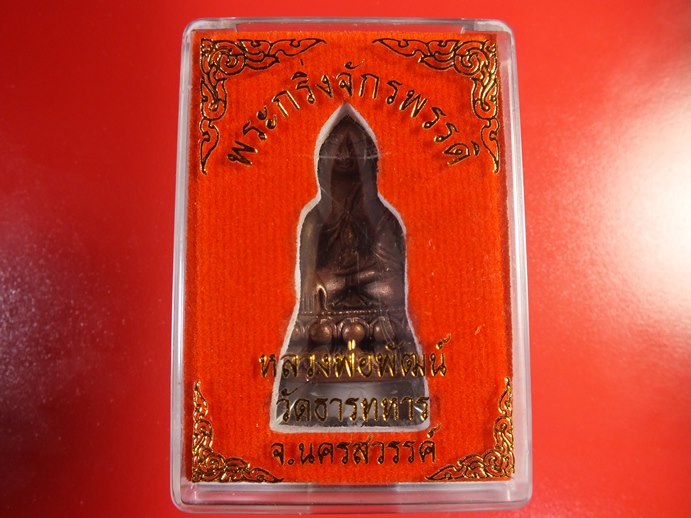 พระกริ่งจักรพรรดิ
หลวงพ่อพัฒน์
วัดธารทหาร
จ.นครสวรรค์